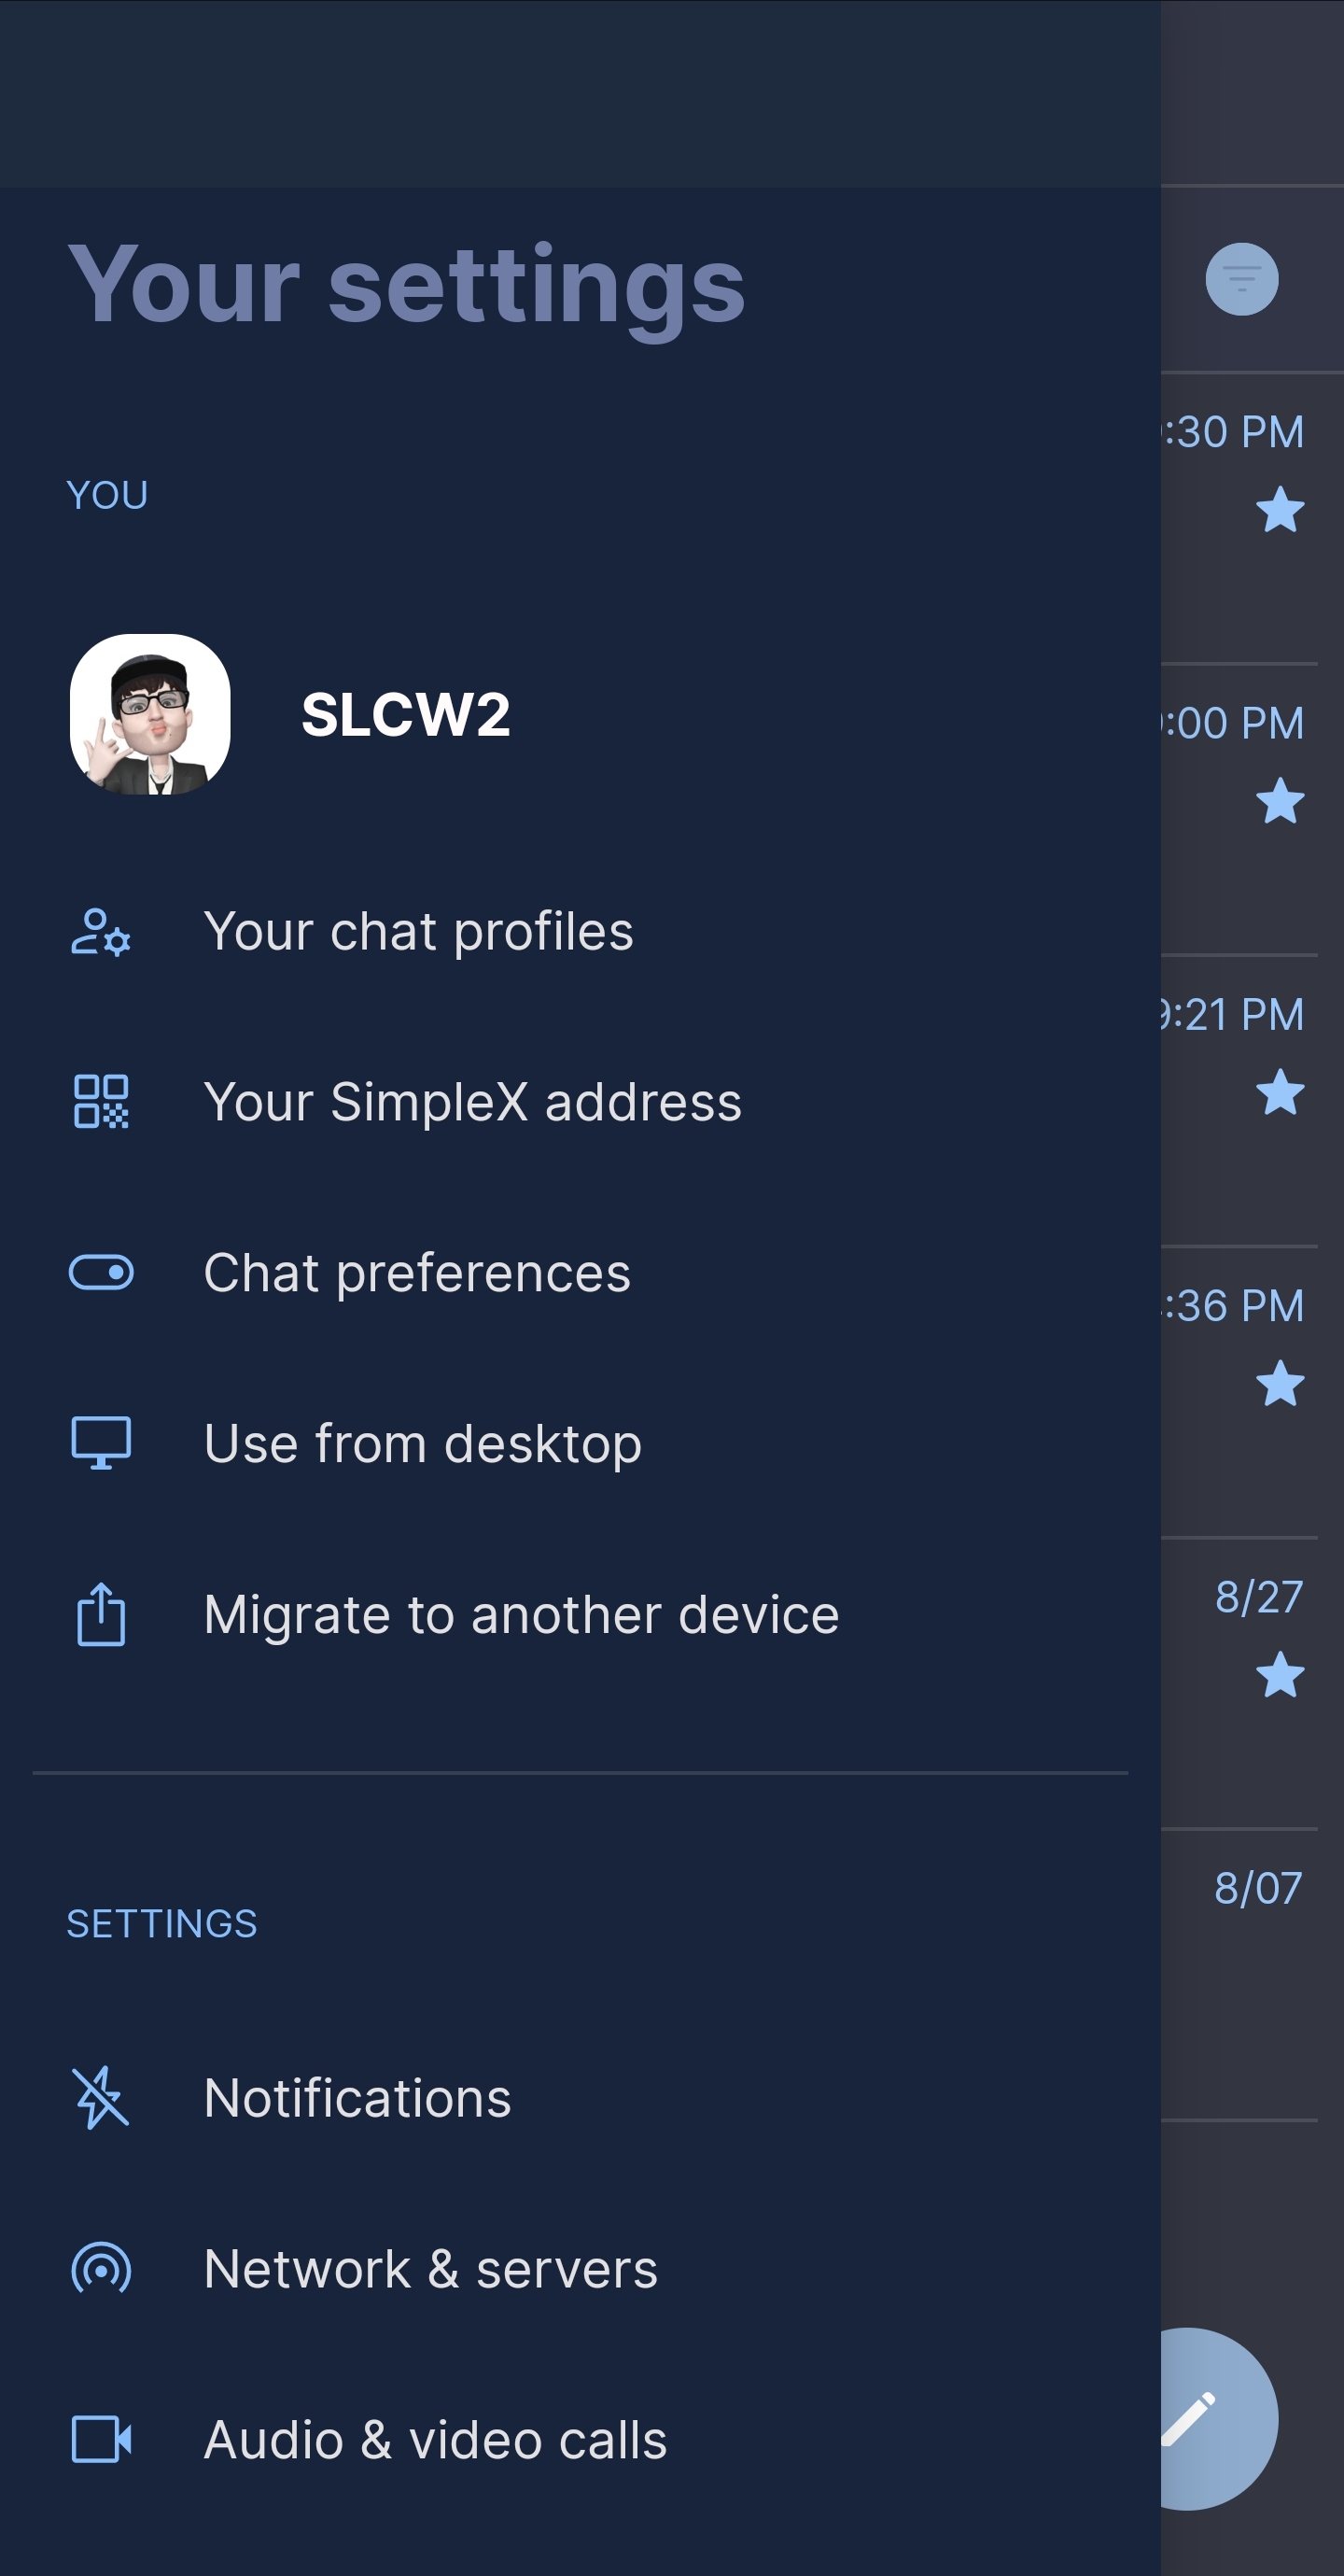 Your settings
YOU
SLCW2
Your chat profiles
Your SimpleX address
Chat preferences
Use from desktop
Migrate to another device
SETTINGS
Notifications
Network & servers
Audio & video calls
:30 PM
:00 PM
9:21 PM
:36 PM
8/27
8/07